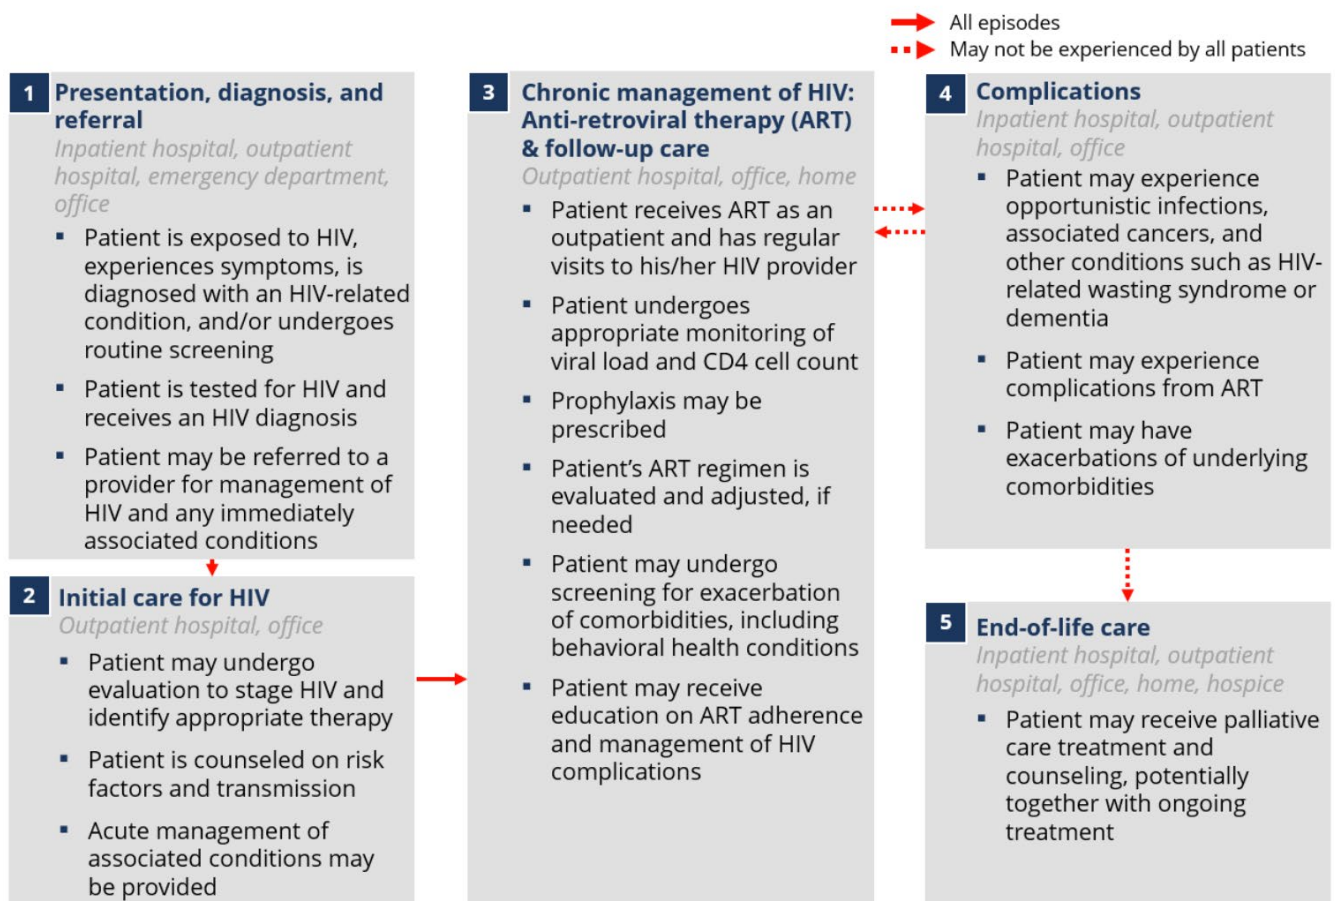 All episodes
May not be experienced by all patients
1
Presentation, diagnosis, and
referral
Inpatient hospital, outpatient
hospital, emergency department,
office
▪ Patient is exposed to HIV,
experiences symptoms, is
diagnosed with an HIV-related
condition, and/or undergoes
routine screening
▪ Patient is tested for HIV and
receives an HIV diagnosis
▪ Patient may be referred to a
provider for management of
HIV and any immediately
associated conditions
2
Initial care for HIV
Outpatient hospital, office
▪ Patient may undergo
evaluation to stage HIV and
identify appropriate therapy
▪ Patient is counseled on risk
factors and transmission
▪ Acute management of
associated conditions may
be provided
3
Chronic management of HIV:
Anti-retroviral therapy (ART)
& follow-up care
Outpatient hospital, office, home
▪ Patient receives ART as an
outpatient and has regular
visits to his/her HIV provider
▪ Patient undergoes
appropriate monitoring of
viral load and CD4 cell count
▪ Prophylaxis may be
prescribed
▪ Patient’s ART regimen is
evaluated and adjusted, if
needed
▪ Patient may undergo
screening for exacerbation
of comorbidities, including
behavioral health conditions
▪ Patient may receive
education on ART adherence
and management of HIV
complications
4
Complications
Inpatient hospital, outpatient
hospital, office
▪ Patient may experience
opportunistic infections,
associated cancers, and
other conditions such as HIV-
related wasting syndrome or
dementia
▪ Patient may experience
complications from ART
▪ Patient may have
exacerbations of underlying
comorbidities
5
End-of-life care
Inpatient hospital, outpatient
hospital, office, home, hospice
▪ Patient may receive palliative
care treatment and
counseling, potentially
together with ongoing
treatment